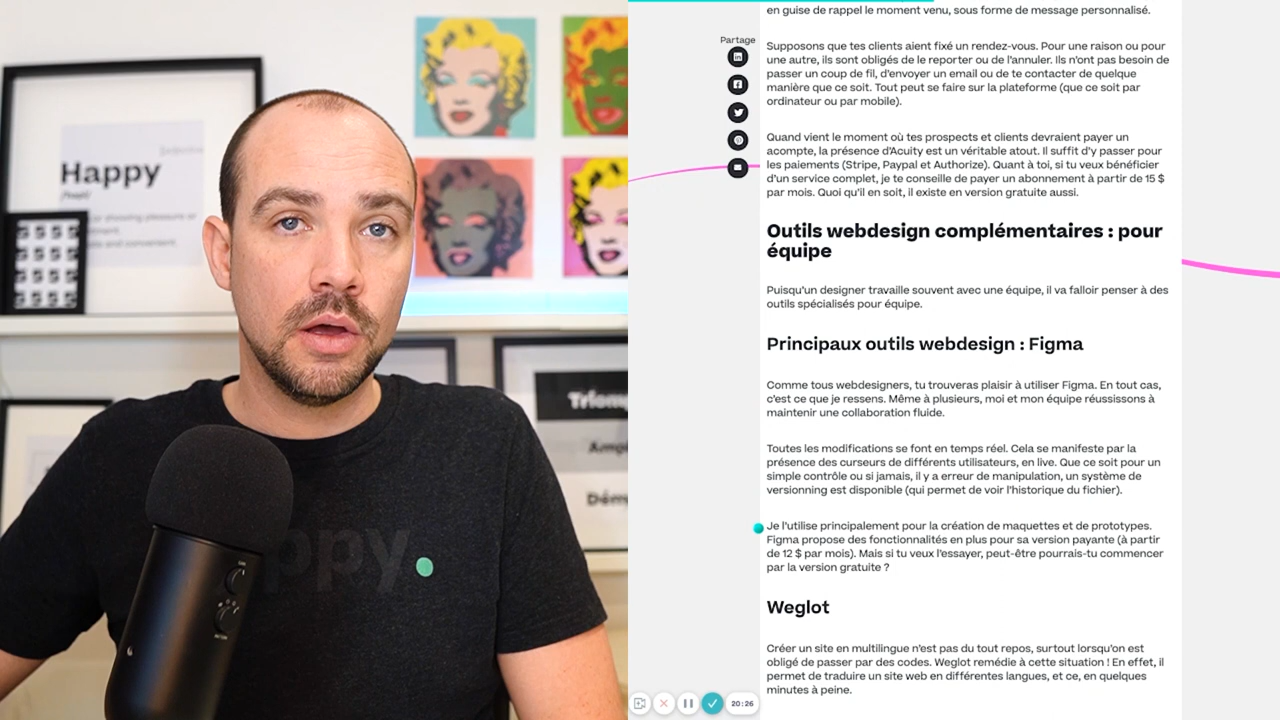 Happy
[hapi]
or showing pleasure or
and convenient.
S S S S
S S S S
S S S S
S S S S
Triom
Amp
Dém
ppy
en guise de rappel le moment venu, sous forme de message personnalisé.
Partage
Supposons que tes clients aient fixé un rendez-vous. Pour une raison ou pour
une autre, ils sont obligés de le reporter ou de l’annuler. Ils n’ont pas besoin de
passer un coup de fil, d’envoyer un email ou de te contacter de quelque
manière que ce soit. Tout peut se faire sur la plateforme (que ce soit par
ordinateur ou par mobile).
Quand vient le moment où tes prospects et clients devraient payer un
acompte, la présence d’Acuity est un véritable atout. Il suffit d’y passer pour
les paiements (Stripe, Paypal et Authorize). Quant à toi, si tu veux bénéficier
d’un service complet, je te conseille de payer un abonnement à partir de 15 $
par mois. Quoi qu’il en soit, il existe en version gratuite aussi.
Outils webdesign complémentaires : pour
équipe
Puisqu’un designer travaille souvent avec une équipe, il va falloir penser à des
outils spécialisés pour équipe.
Principaux outils webdesign : Figma
Comme tous webdesigners, tu trouveras plaisir à utiliser Figma. En tout cas,
c’est ce que je ressens. Même à plusieurs, moi et mon équipe réussissons à
maintenir une collaboration fluide.
Toutes les modifications se font en temps réel. Cela se manifeste par la
présence des curseurs de différents utilisateurs, en live. Que ce soit pour un
simple contrôle ou si jamais, il y a erreur de manipulation, un système de
versionning est disponible (qui permet de voir l’historique du fichier).
Je l’utilise principalement pour la création de maquettes et de prototypes.
Figma propose des fonctionnalités en plus pour sa version payante (à partir
de 12 $ par mois). Mais si tu veux l’essayer, peut-être pourrais-tu commencer
par la version gratuite ?
Weglot
Créer un site en multilingue n’est pas du tout repos, surtout lorsqu’on est
obligé de passer par des codes. Weglot remédie à cette situation ! En effet, il
permet de traduire un site web en différentes langues, et ce, en quelques
minutes à peine.
20:26